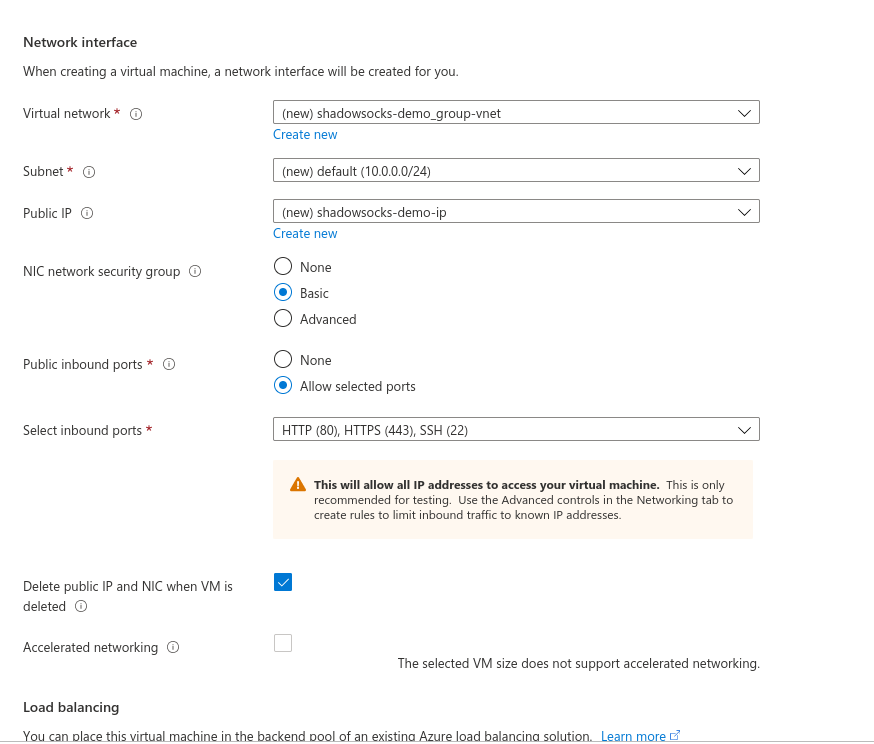 Network interface
When creating a virtual machine, a network interface will be created for you.
Virtual network *
(new) shadowsocks-demo_group-vnet
Create new
Subnet *
(new) default (10.0.0.0/24)
Public IP
(new) shadowsocks-demo-ip
Create new
NIC network security group
None
Basic
Advanced
Public inbound ports *
None
Allow selected ports
Select inbound ports *
HTTP (80), HTTPS (443), SSH (22)
This will allow all IP addresses to access your virtual machine. This is only
recommended for testing. Use the Advanced controls in the Networking tab to
create rules to limit inbound traffic to known IP addresses.
Delete public IP and NIC when VM is
deleted
Accelerated networking
The selected VM size does not support accelerated networking.
Load balancing
You can place this virtual machine in the backend pool of an existing Azure load balancing solution. Learn more